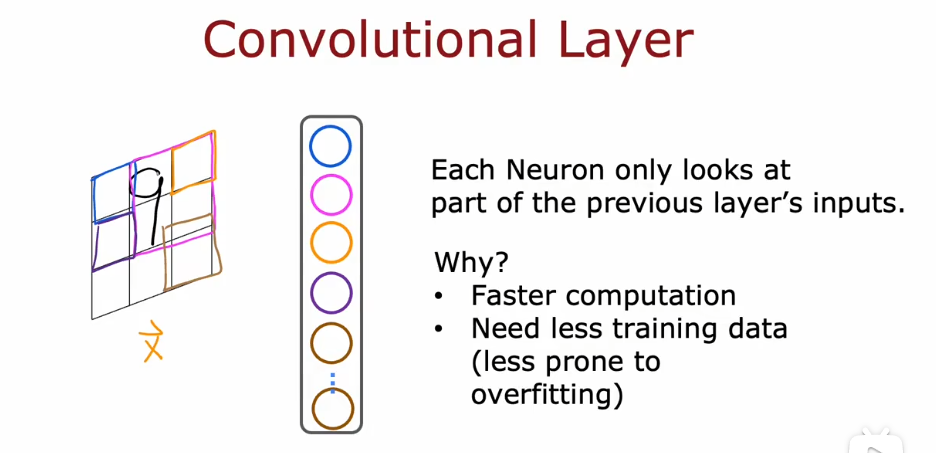 Convolutional Layer
9
x⃗
Each Neuron only looks at
part of the previous layer’s inputs.
Why?
• Faster computation
• Need less training data
(less prone to
overfitting)